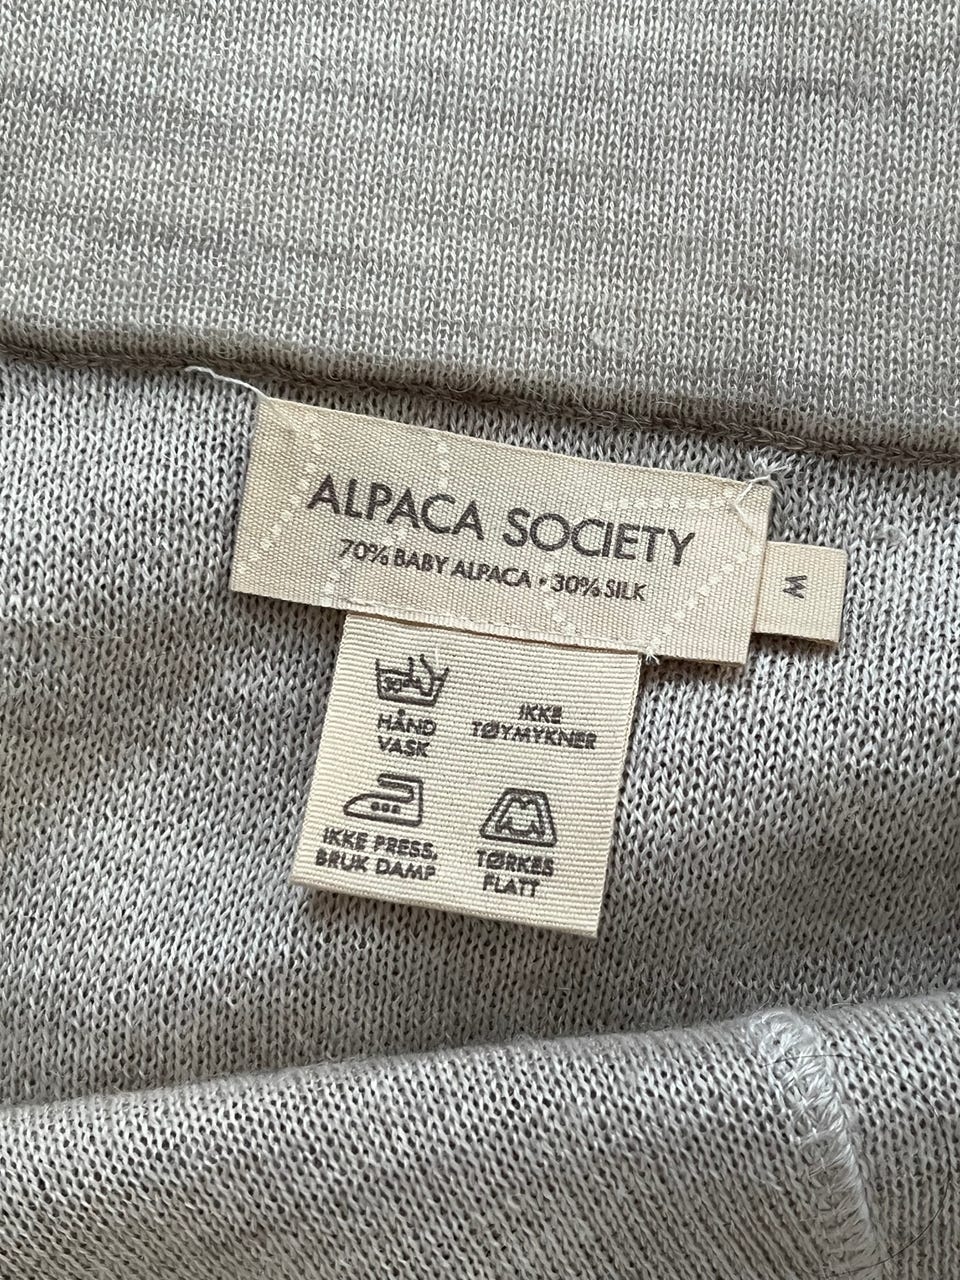 ALPACA SOCIETY
70% BABY ALPACA • 30% SILK
M
HÅND
VASK
IKKE
TØYMYKNER
IKKE PRESS,
BRUK DAMP
TØRKES
FLATT